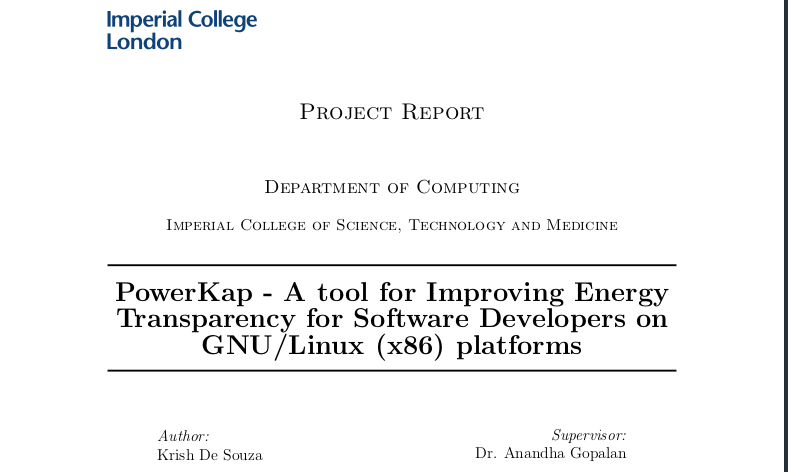 Imperial College
London
Project Report
Department of Computing
Imperial College of Science, Technology and Medicine
PowerKap - A tool for Improving Energy
Transparency for Software Developers on
GNU/Linux (x86) platforms
Author:
Supervisor:
Krish De Souza
Dr. Anandha Gopalan